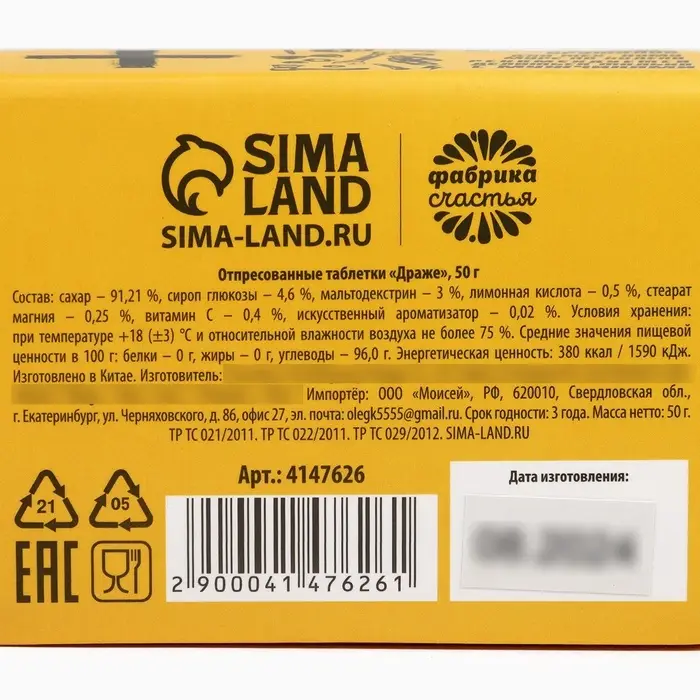 SIMA
LAND
SIMA-LAND.RU
фабрика
счастья
Отпресованные таблетки «Драже», 50 г
Состав: сахар – 91,21 %, сироп глюкозы – 4,6 %, мальтодекстрин – 3 %, лимонная кислота – 0,5 %, стеарат
магния – 0,25 %, витамин С – 0,4 %, искусственный ароматизатор – 0,02 %. Условия хранения:
при температуре +18 (±3) °С и относительной влажности воздуха не более 75 %. Средние значения пищевой
ценности в 100 г: белки – 0 г, жиры – 0 г, углеводы – 96,0 г. Энергетическая ценность: 380 ккал / 1590 кДж.
Изготовлено в Китае. Изготовитель:
Импортёр: ООО «Моисей», РФ, 620010, Свердловская обл.,
г. Екатеринбург, ул. Черняховского, д. 86, офис 27, эл. почта: olegk5555@gmail.ru. Срок годности: 3 года. Масса нетто: 50 г.
ТР ТС 021/2011. ТР ТС 022/2011. ТР ТС 029/2012. SIMA-LAND.RU
Арт.: 4147626
Дата изготовления:
21
05
EAC
2 900041 476261